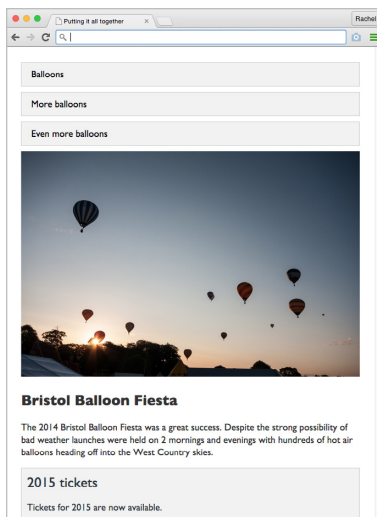 Putting it all together
Rachel
Balloons
More balloons
Even more balloons
Bristol Balloon Fiesta
The 2014 Bristol Balloon Fiesta was a great success. Despite the strong possibility of
bad weather launches were held on 2 mornings and evenings with hundreds of hot air
balloons heading off into the West Country skies.
2015 tickets
Tickets for 2015 are now available.